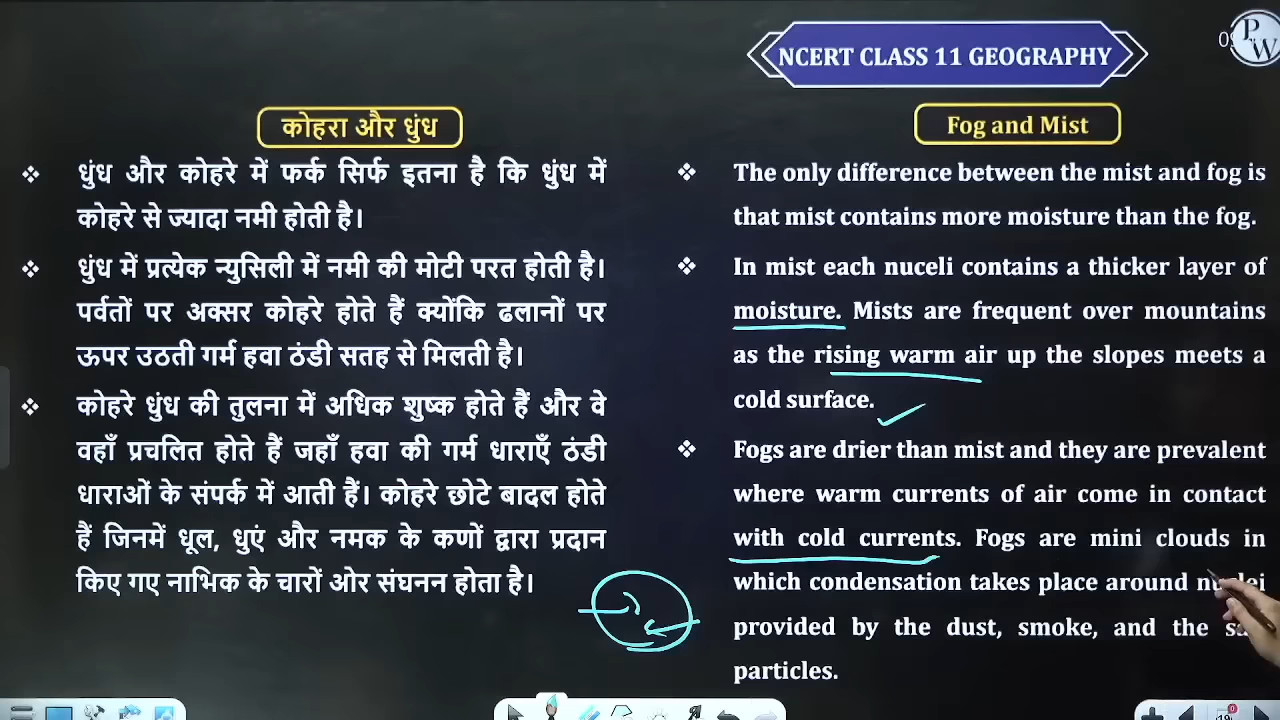 NCERT CLASS 11 GEOGRAPHY
PW
कोहरा और धुंध
❖ धुंध और कोहरे में फर्क सिर्फ इतना है कि धुंध में
कोहरे से ज्यादा नमी होती है।
❖ धुंध में प्रत्येक न्युसिली में नमी की मोटी परत होती है।
पर्वतों पर अक्सर कोहरे होते हैं क्योंकि ढलानों पर
ऊपर उठती गर्म हवा ठंडी सतह से मिलती है।
❖ कोहरे धुंध की तुलना में अधिक शुष्क होते हैं और वे
वहाँ प्रचलित होते हैं जहाँ हवा की गर्म धाराएँ ठंडी
धाराओं के संपर्क में आती हैं। कोहरे छोटे बादल होते
हैं जिनमें धूल, धुएं और नमक के कणों द्वारा प्रदान
किए गए नाभिक के चारों ओर संघनन होता है।
Fog and Mist
❖ The only difference between the mist and fog is
that mist contains more moisture than the fog.
❖ In mist each nuceli contains a thicker layer of
moisture. Mists are frequent over mountains
as the rising warm air up the slopes meets a
cold surface.
❖ Fogs are drier than mist and they are prevalent
where warm currents of air come in contact
with cold currents. Fogs are mini clouds in
which condensation takes place around
provided by the dust, smoke, and the
particles.